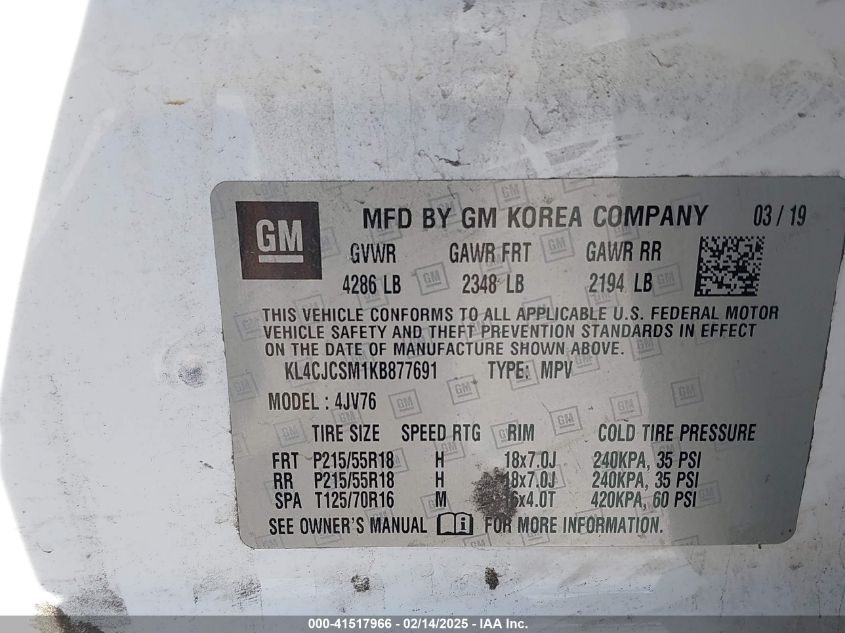 GM
MFD BY GM KOREA COMPANY 03 / 19
GVWR GAWR FRT GAWR RR
4286 LB 2348 LB 2194 LB
THIS VEHICLE CONFORMS TO ALL APPLICABLE U.S. FEDERAL MOTOR
VEHICLE SAFETY AND THEFT PREVENTION STANDARDS IN EFFECT
ON THE DATE OF MANUFACTURE SHOWN ABOVE.
KL4CJCSM1KB877691 TYPE: MPV
MODEL : 4JV76
TIRE SIZE SPEED RTG RIM COLD TIRE PRESSURE
FRT P215/55R18 H 18x7.0J 240KPA, 35 PSI
RR P215/55R18 H 18x7.0J 240KPA, 35 PSI
SPA T125/70R16 M 16x4.0T 420KPA, 60 PSI
SEE OWNER'S MANUAL FOR MORE INFORMATION.
000-41517966 - 02/14/2025 - IAA Inc.